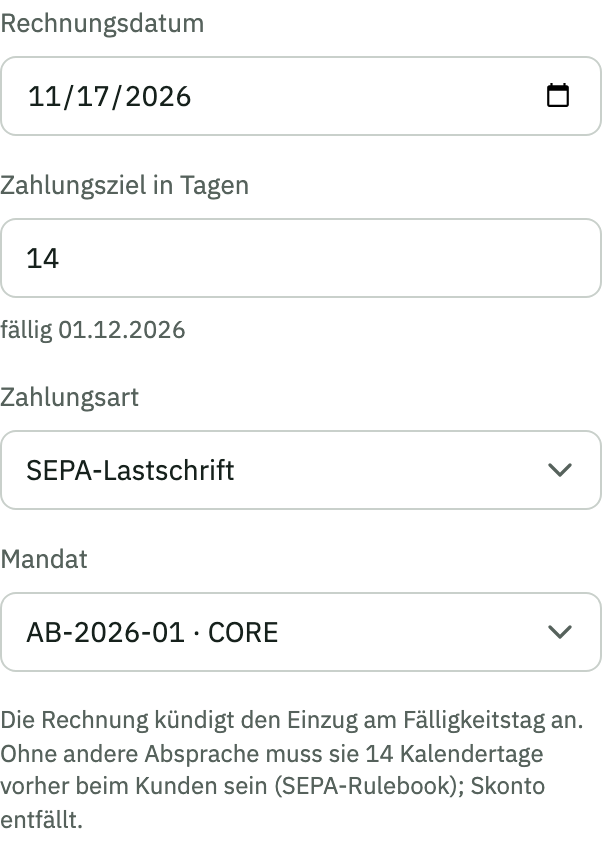 Rechnungsdatum
11/17/2026
Zahlungsziel in Tagen
14
fällig 01.12.2026
Zahlungsart
SEPA-Lastschrift
Mandat
AB-2026-01 · CORE
Die Rechnung kündigt den Einzug am Fälligkeitstag an.
Ohne andere Absprache muss sie 14 Kalendertage
vorher beim Kunden sein (SEPA-Rulebook); Skonto
entfällt.